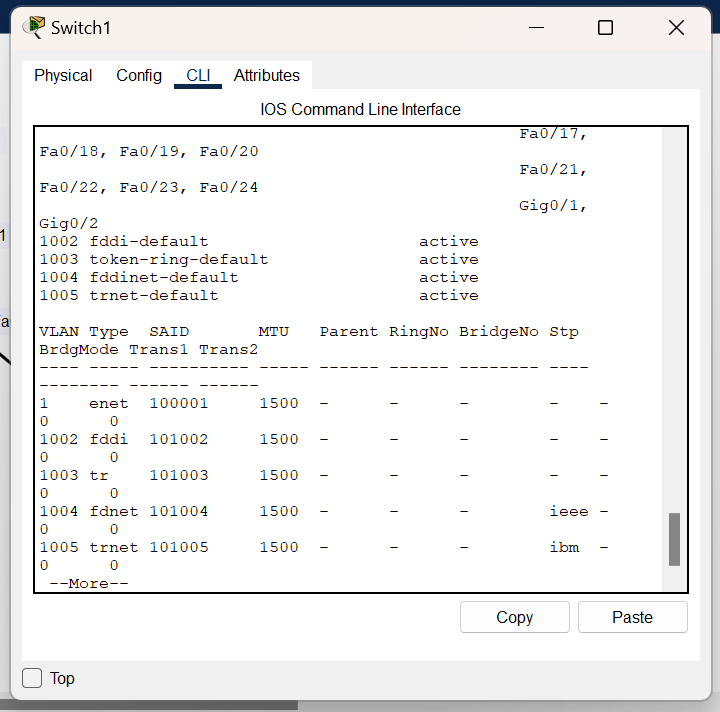 Switch1
Physical Config CLI Attributes
IOS Command Line Interface
Fa0/17,
Fa0/18, Fa0/19, Fa0/20
Fa0/21,
Fa0/22, Fa0/23, Fa0/24
Gig0/1,
Gig0/2
1002 fddi-default active
1003 token-ring-default active
1004 fddinet-default active
1005 trnet-default active
VLAN Type SAID MTU Parent RingNo BridgeNo Stp
BrdgMode Trans1 Trans2
---- ----- ---------- ----- ------ ------ -------- ----
-------- ------ ------
1 enet 100001 1500 - - - - -
0 0
1002 fddi 101002 1500 - - - - -
0 0
1003 tr 101003 1500 - - - - -
0 0
1004 fdnet 101004 1500 - - - ieee -
0 0
1005 trnet 101005 1500 - - - ibm -
0 0
--More--
Copy Paste
Top